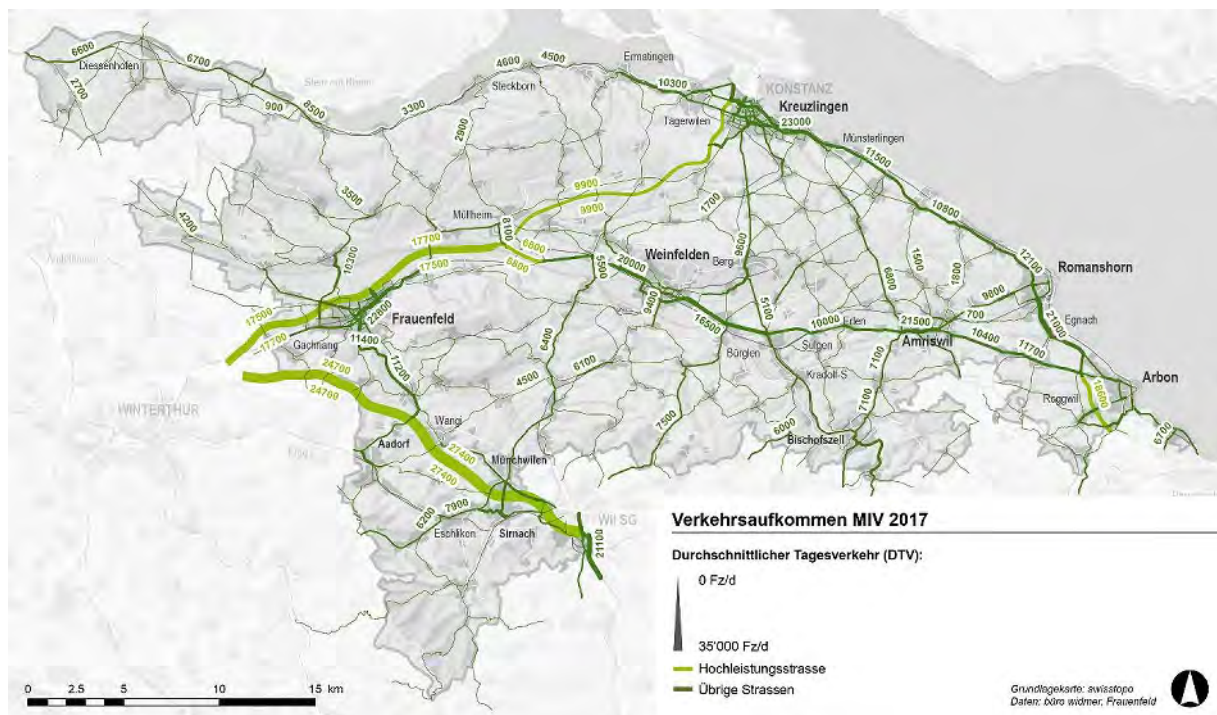 6600
Diessenhofen
2700
6700
900
8500
Stein am Rhein
3300
4600
4500
Steckborn
Ermatingen
10300
KONSTANZ
Kreuzlingen
Tägerwilen
23000
Münsterlingen
11500
2900
3500
4200
10300
Müllheim
8100
9900
9900
1700
9600
10800
17700
17500
6800
6800
5500
20000
Weinfelden
Berg
9400
6800
1500
1800
12100
Romanshorn
17500
17700
22800
Frauenfeld
Gachnang
11400
11200
16500
5100
10000
Erlen
21500
700
9800
21000
Egnach
24700
24700
6400
4500
6100
Bürglen
Sulgen
Amriswil
10400
11700
Arbon
WINTERTHUR
Wängi
7500
Kradolf-S
7100
7100
Roggwil
18600
Aadorf
27400
27400
Münchwilen
6000
Bischofszell
6700
6200
7900
Eschlikon
Sirnach
Wil SG
21100
Verkehrsaufkommen MIV 2017
Durchschnittlicher Tagesverkehr (DTV):
0 Fz/d
35'000 Fz/d
Hochleistungsstrasse
Übrige Strassen
0 2.5 5 10 15 km
Grundlagekarte: swisstopo
Daten: büro widmer, Frauenfeld